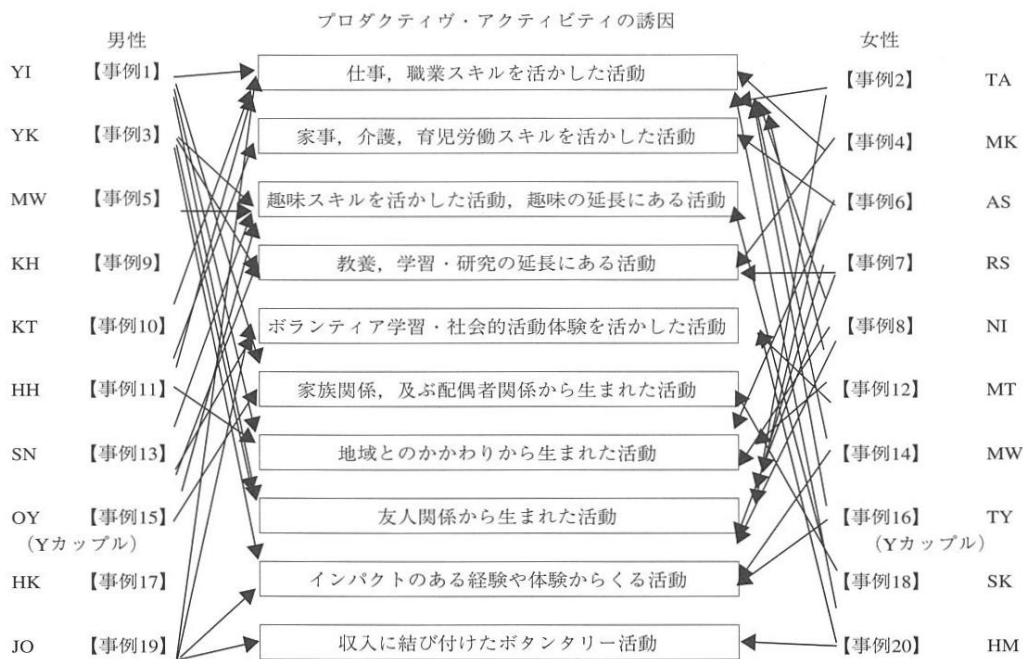 プロダクティヴ・アクティビティの誘因
男性 女性
YI 【事例1】 仕事，職業スキルを活かした活動 【事例2】 TA
YK 【事例3】 家事，介護，育児労働スキルを活かした活動 【事例4】 MK
MW 【事例5】 趣味スキルを活かした活動，趣味の延長にある活動 【事例6】 AS
KH 【事例9】 教養，学習・研究の延長にある活動 【事例7】 RS
KT 【事例10】 ボランティア学習・社会的活動体験を活かした活動 【事例8】 NI
HH 【事例11】 家族関係，及ぶ配偶者関係から生まれた活動 【事例12】 MT
SN 【事例13】 地域とのかかわりから生まれた活動 【事例14】 MW
OY 【事例15】 友人関係から生まれた活動 【事例16】 TY
（Yカップル） （Yカップル）
HK 【事例17】 インパクトのある経験や体験からくる活動 【事例18】 SK
JO 【事例19】 収入に結び付けたボタンタリー活動 【事例20】 HM